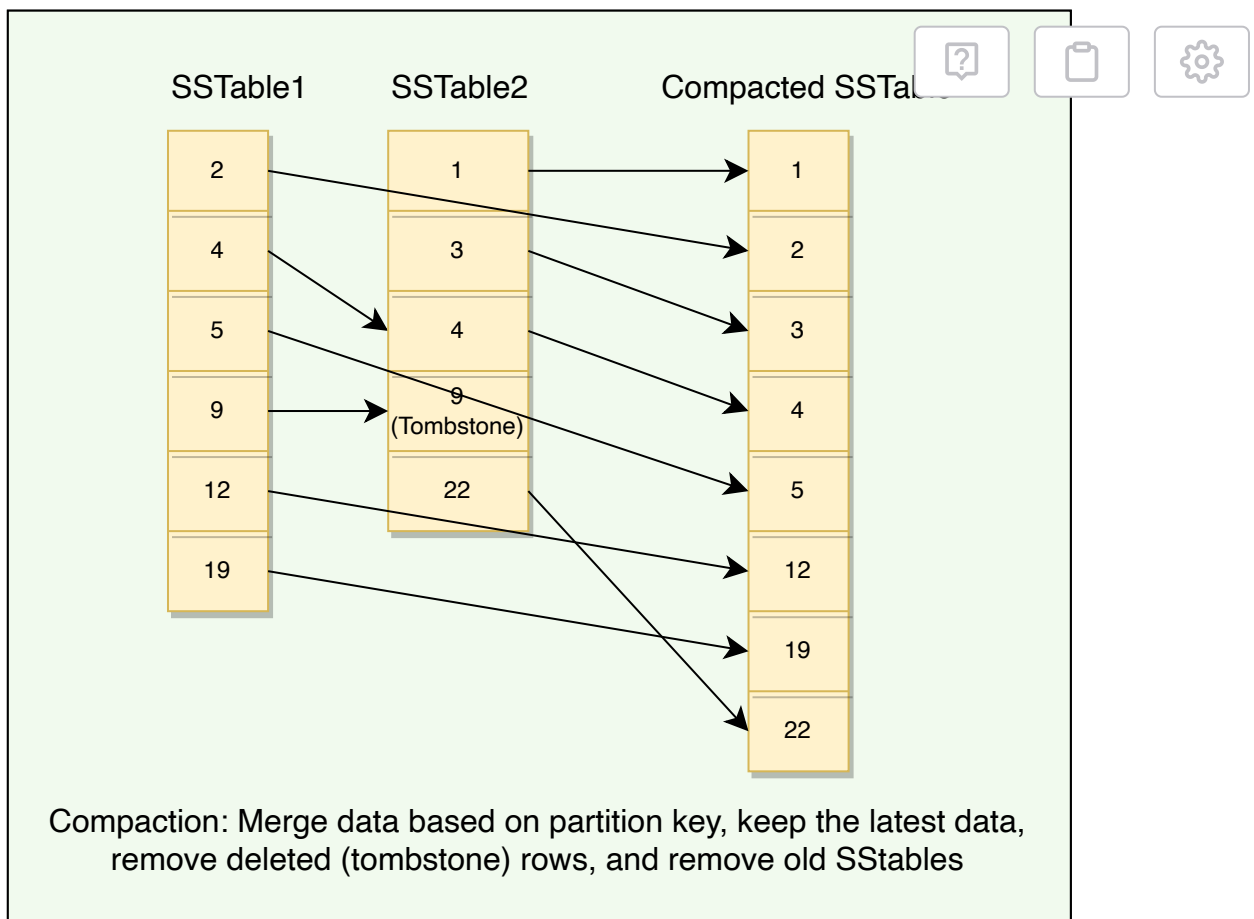 SSTable1 SSTable2 Compacted SSTable
2 1 1
4 3 2
5 4 3
9 9 4
(Tombstone)
12 22 5
19 12
19
22
Compaction: Merge data based on partition key, keep the latest data,
remove deleted (tombstone) rows, and remove old SStables